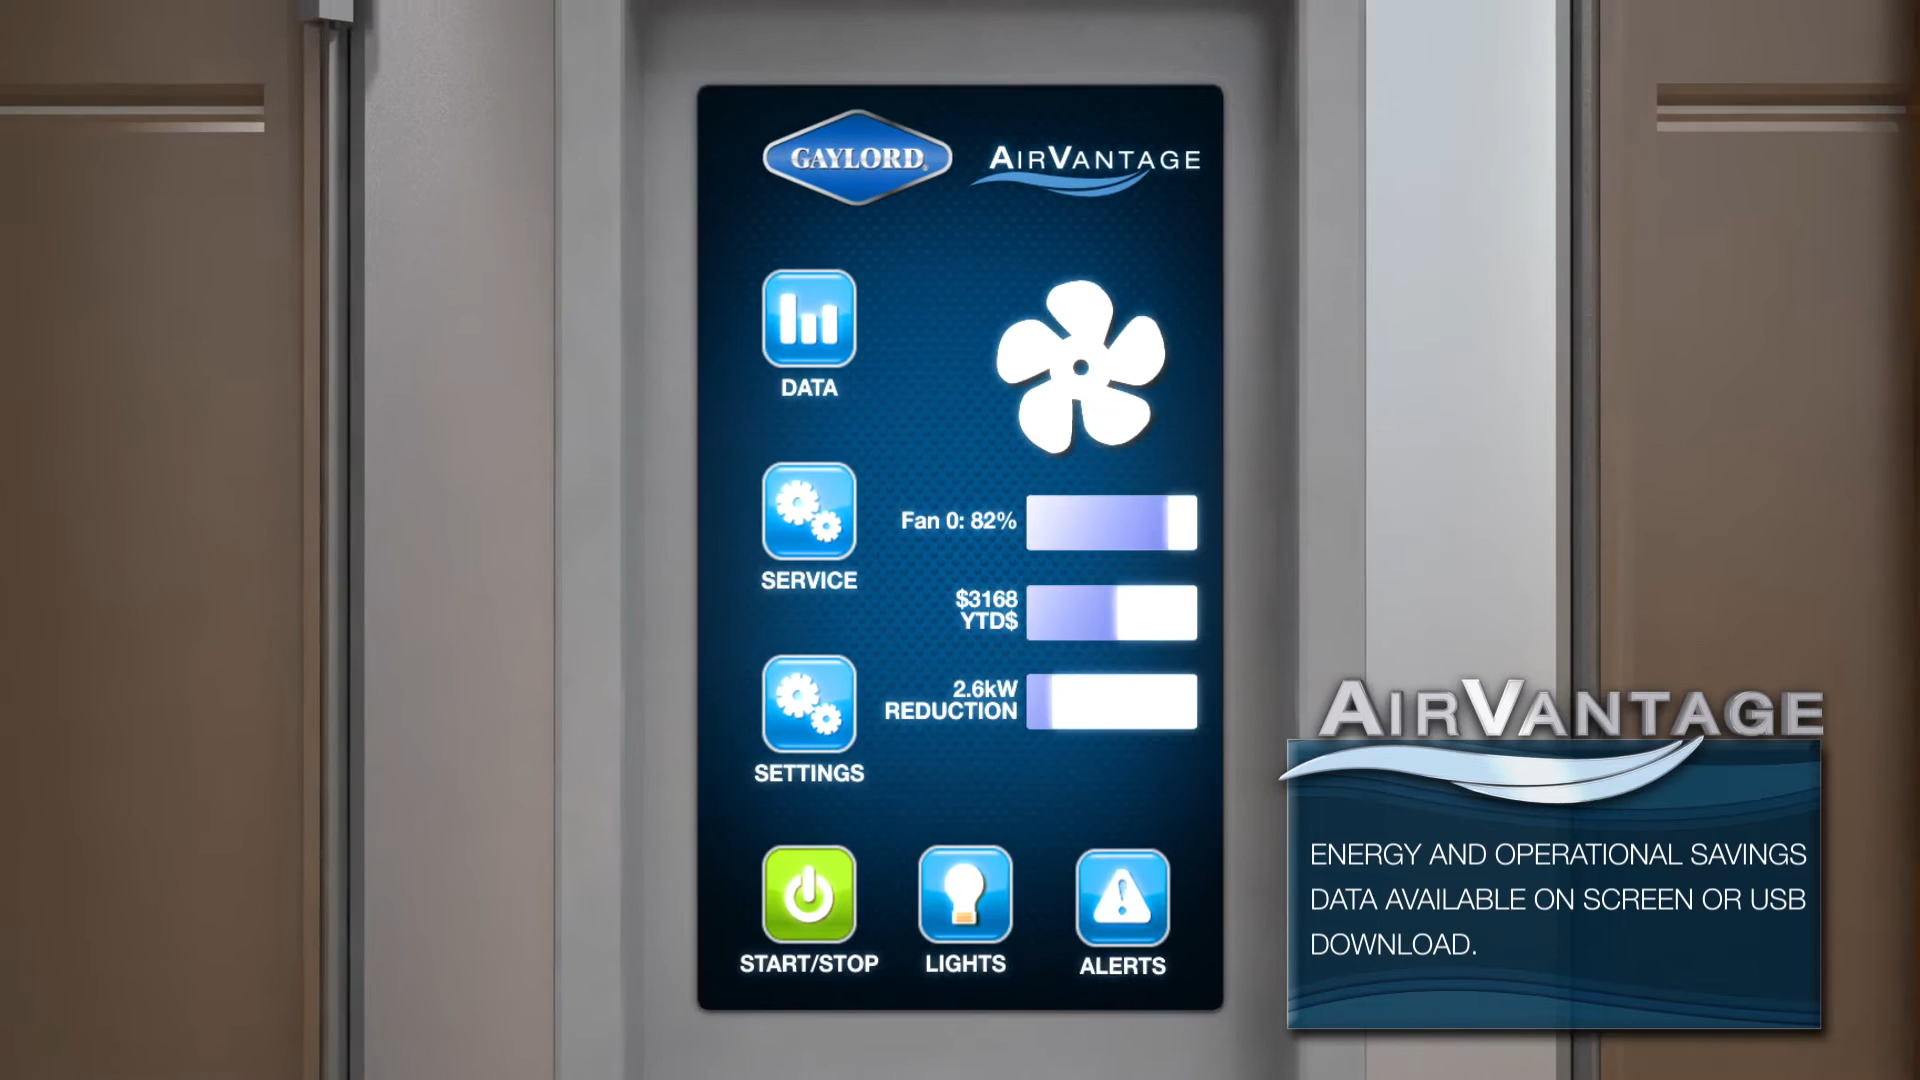 GAYLORD®
AIRVANTAGE
DATA
SERVICE
Fan 0: 82%
$3168
YTD$
2.6kW
REDUCTION
SETTINGS
START/STOP
LIGHTS
ALERTS
AIRVANTAGE
ENERGY AND OPERATIONAL SAVINGS
DATA AVAILABLE ON SCREEN OR USB
DOWNLOAD.